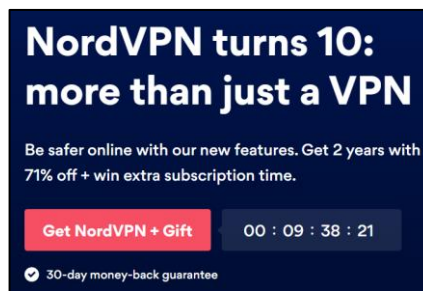 NordVPN turns 10:
more than just a VPN
Be safer online with our new features. Get 2 years with
71% off + win extra subscription time.
Get NordVPN + Gift
00 : 09 : 38 : 21
30-day money-back guarantee